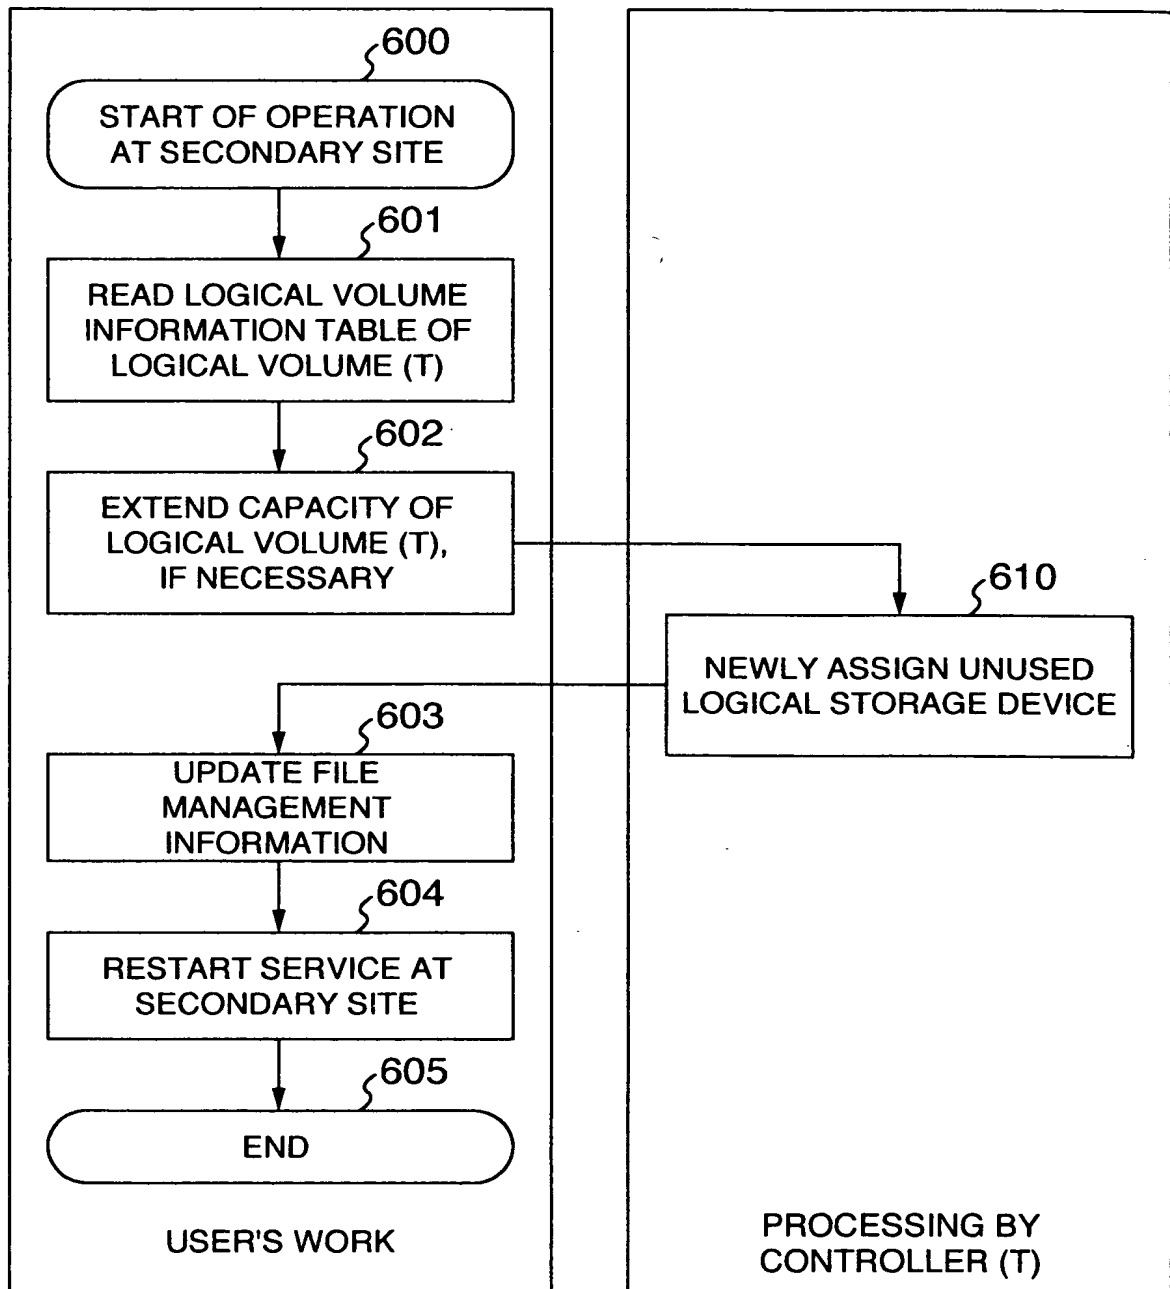 600
START OF OPERATION
AT SECONDARY SITE
601
READ LOGICAL VOLUME
INFORMATION TABLE OF
LOGICAL VOLUME (T)
602
EXTEND CAPACITY OF
LOGICAL VOLUME (T),
IF NECESSARY
610
NEWLY ASSIGN UNUSED
LOGICAL STORAGE DEVICE
603
UPDATE FILE
MANAGEMENT
INFORMATION
604
RESTART SERVICE AT
SECONDARY SITE
605
END
USER'S WORK
PROCESSING BY
CONTROLLER (T)